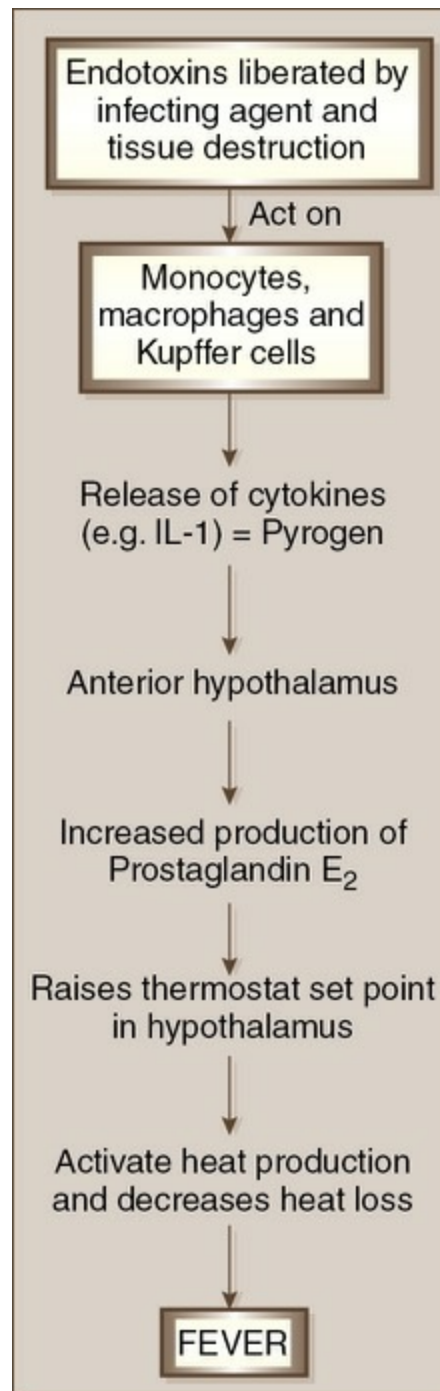 Endotoxins liberated by
infecting agent and
tissue destruction
Act on
Monocytes,
macrophages and
Kupffer cells
Release of cytokines
(e.g. IL-1) = Pyrogen
Anterior hypothalamus
Increased production of
Prostaglandin E₂
Raises thermostat set point
in hypothalamus
Activate heat production
and decreases heat loss
FEVER